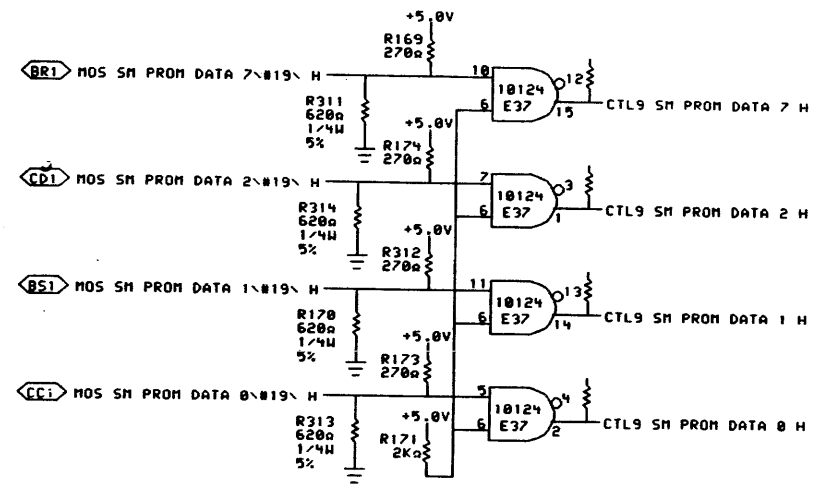 +5.0V
R169
270Ω
BR1 MOS SM PROM DATA 7\#19\ H
10
12
10124
E37
6
15
CTL9 SM PROM DATA 7 H
R311
620Ω
1/4W
5%
+5.0V
R174
270Ω
CD1 MOS SM PROM DATA 2\#19\ H
7
3
10124
E37
6
1
CTL9 SM PROM DATA 2 H
R314
620Ω
1/4W
5%
+5.0V
R312
270Ω
BS1 MOS SM PROM DATA 1\#19\ H
11
13
10124
E37
6
14
CTL9 SM PROM DATA 1 H
R170
620Ω
1/4W
5%
+5.0V
R173
270Ω
CC1 MOS SM PROM DATA 0\#19\ H
5
4
10124
E37
6
2
CTL9 SM PROM DATA 0 H
R313
620Ω
1/4W
5%
+5.0V
R171
2KΩ